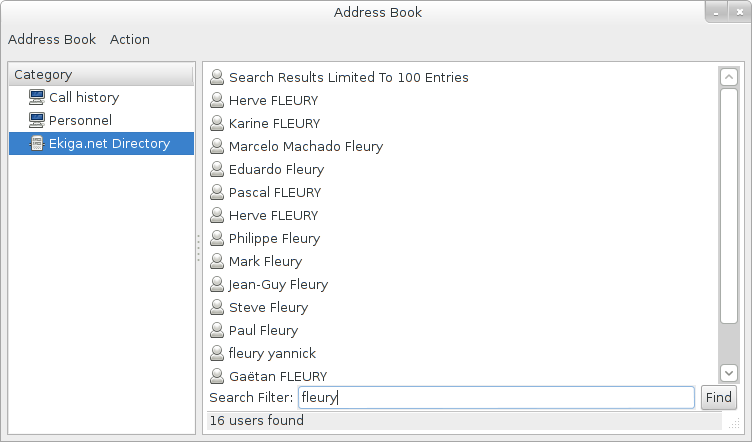 Address Book
Address Book Action
Category
Call history
Personnel
Ekiga.net Directory
Search Results Limited To 100 Entries
Herve FLEURY
Karine FLEURY
Marcelo Machado Fleury
Eduardo Fleury
Pascal FLEURY
Herve FLEURY
Philippe Fleury
Mark Fleury
Jean-Guy Fleury
Steve Fleury
Paul Fleury
fleury yannick
Gaëtan FLEURY
Search Filter: fleury Find
16 users found